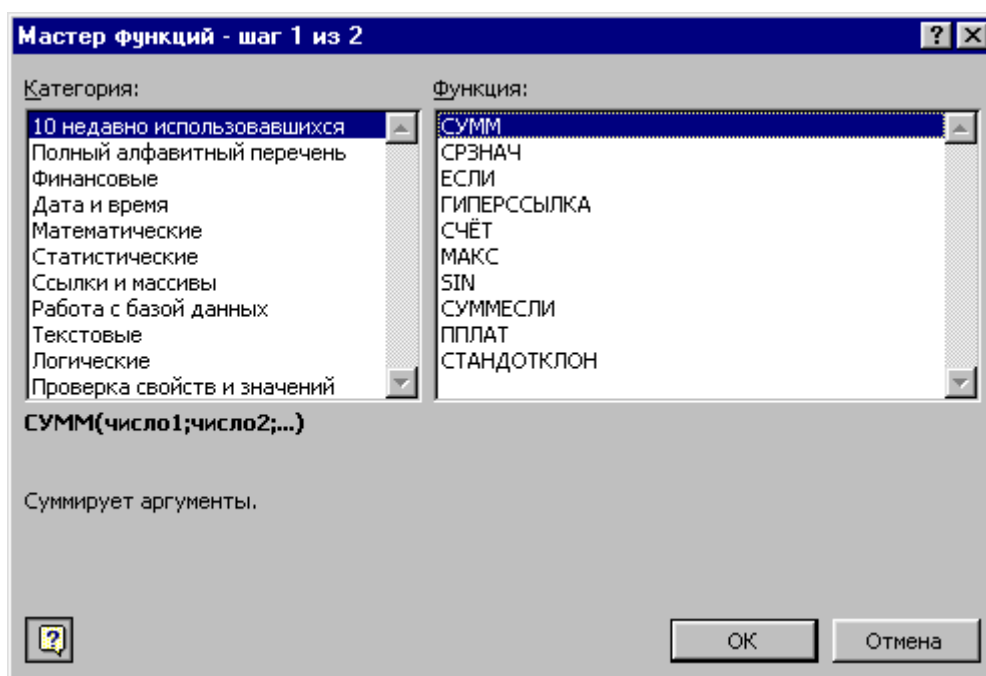 Мастер функций - шаг 1 из 2
Категория:
10 недавно использовавшихся
Полный алфавитный перечень
Финансовые
Дата и время
Математические
Статистические
Ссылки и массивы
Работа с базой данных
Текстовые
Логические
Проверка свойств и значений
Функция:
СУММ
СРЗНАЧ
ЕСЛИ
ГИПЕРССЫЛКА
СЧЁТ
МАКС
SIN
СУММЕСЛИ
ППЛАТ
СТАНДОТКЛОН
СУММ(число1;число2;...)
Суммирует аргументы.
ОК
Отмена